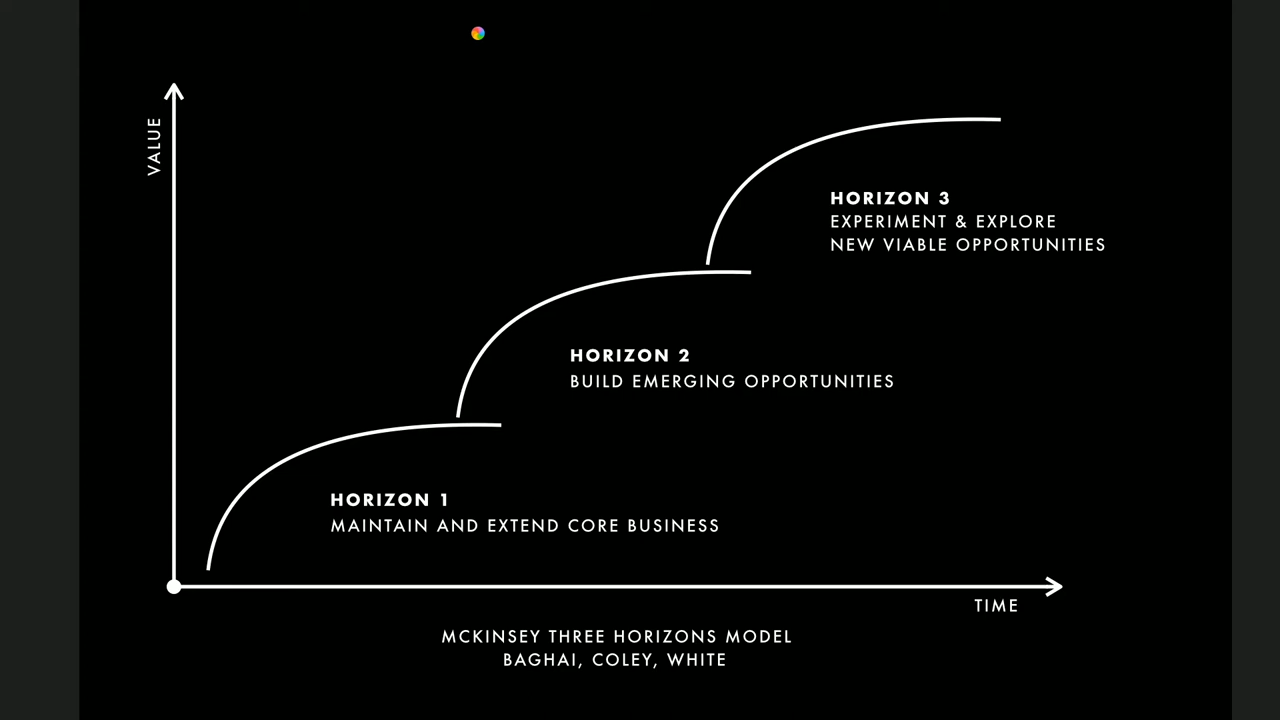 VALUE
HORIZON 3
EXPERIMENT & EXPLORE
NEW VIABLE OPPORTUNITIES
HORIZON 2
BUILD EMERGING OPPORTUNITIES
HORIZON 1
MAINTAIN AND EXTEND CORE BUSINESS
TIME
MCKINSEY THREE HORIZONS MODEL
BAGHAI, COLEY, WHITE